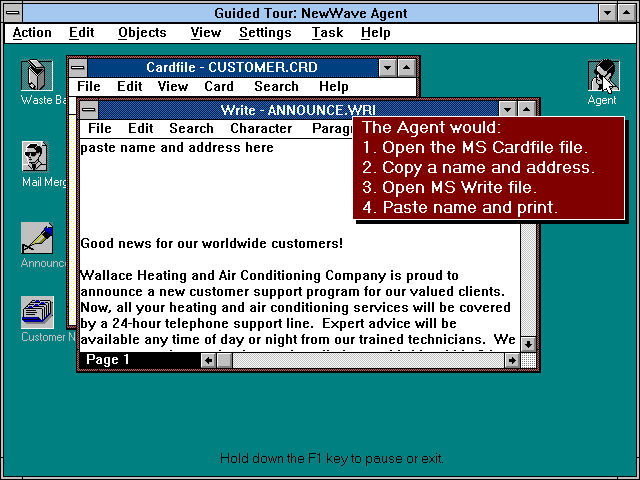 Guided Tour: NewWave Agent
Action Edit Objects View Settings Task Help
Cardfile - CUSTOMER.CRD
File Edit View Card Search Help
Waste Ba
Agent
Write - ANNOUNCE.WRI
File Edit Search Character Paragr
paste name and address here
The Agent would:
1. Open the MS Cardfile file.
2. Copy a name and address.
3. Open MS Write file.
4. Paste name and print.
Mail Merg
Good news for our worldwide customers!
Announc
Wallace Heating and Air Conditioning Company is proud to
announce a new customer support program for our valued clients.
Now, all your heating and air conditioning services will be covered
by a 24-hour telephone support line. Expert advice will be
available any time of day or night from our trained technicians. We
Customer N
Page 1
Hold down the F1 key to pause or exit.